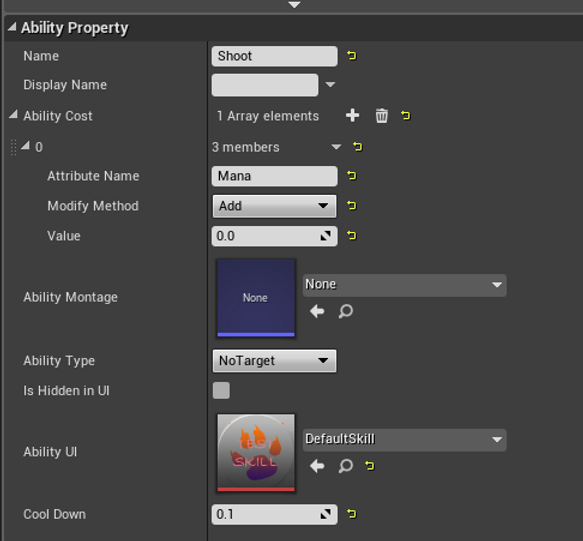 Ability Property
Name Shoot
Display Name
Ability Cost 1 Array elements
0 3 members
Attribute Name Mana
Modify Method Add
Value 0.0
Ability Montage None None
Ability Type NoTarget
Is Hidden in UI
Ability UI SKILL DefaultSkill
Cool Down 0.1